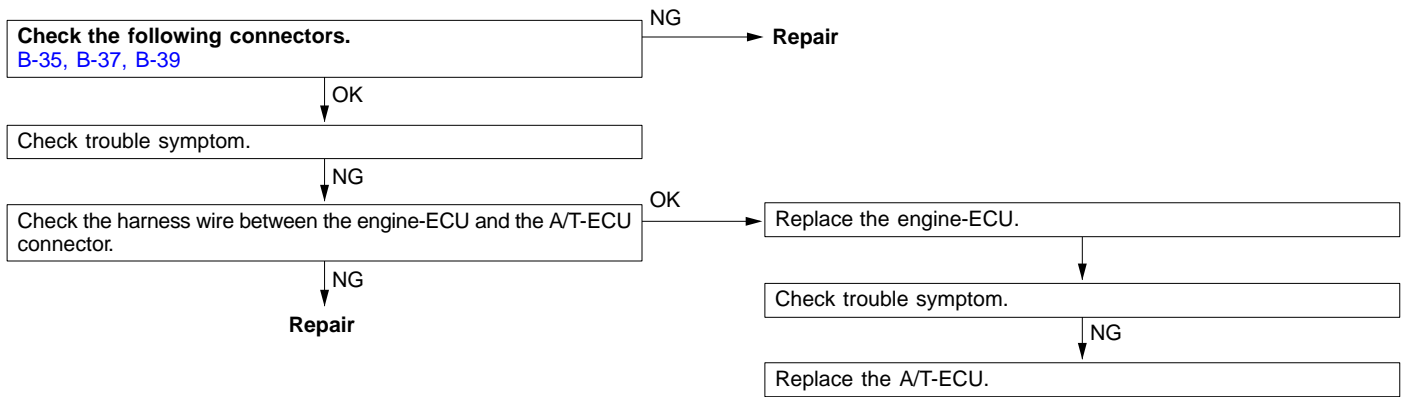 Check the following connectors.
B-35, B-37, B-39
NG
Repair
OK
Check trouble symptom.
NG
Check the harness wire between the engine-ECU and the A/T-ECU
connector.
NG
Repair
OK
Replace the engine-ECU.
Check trouble symptom.
NG
Replace the A/T-ECU.